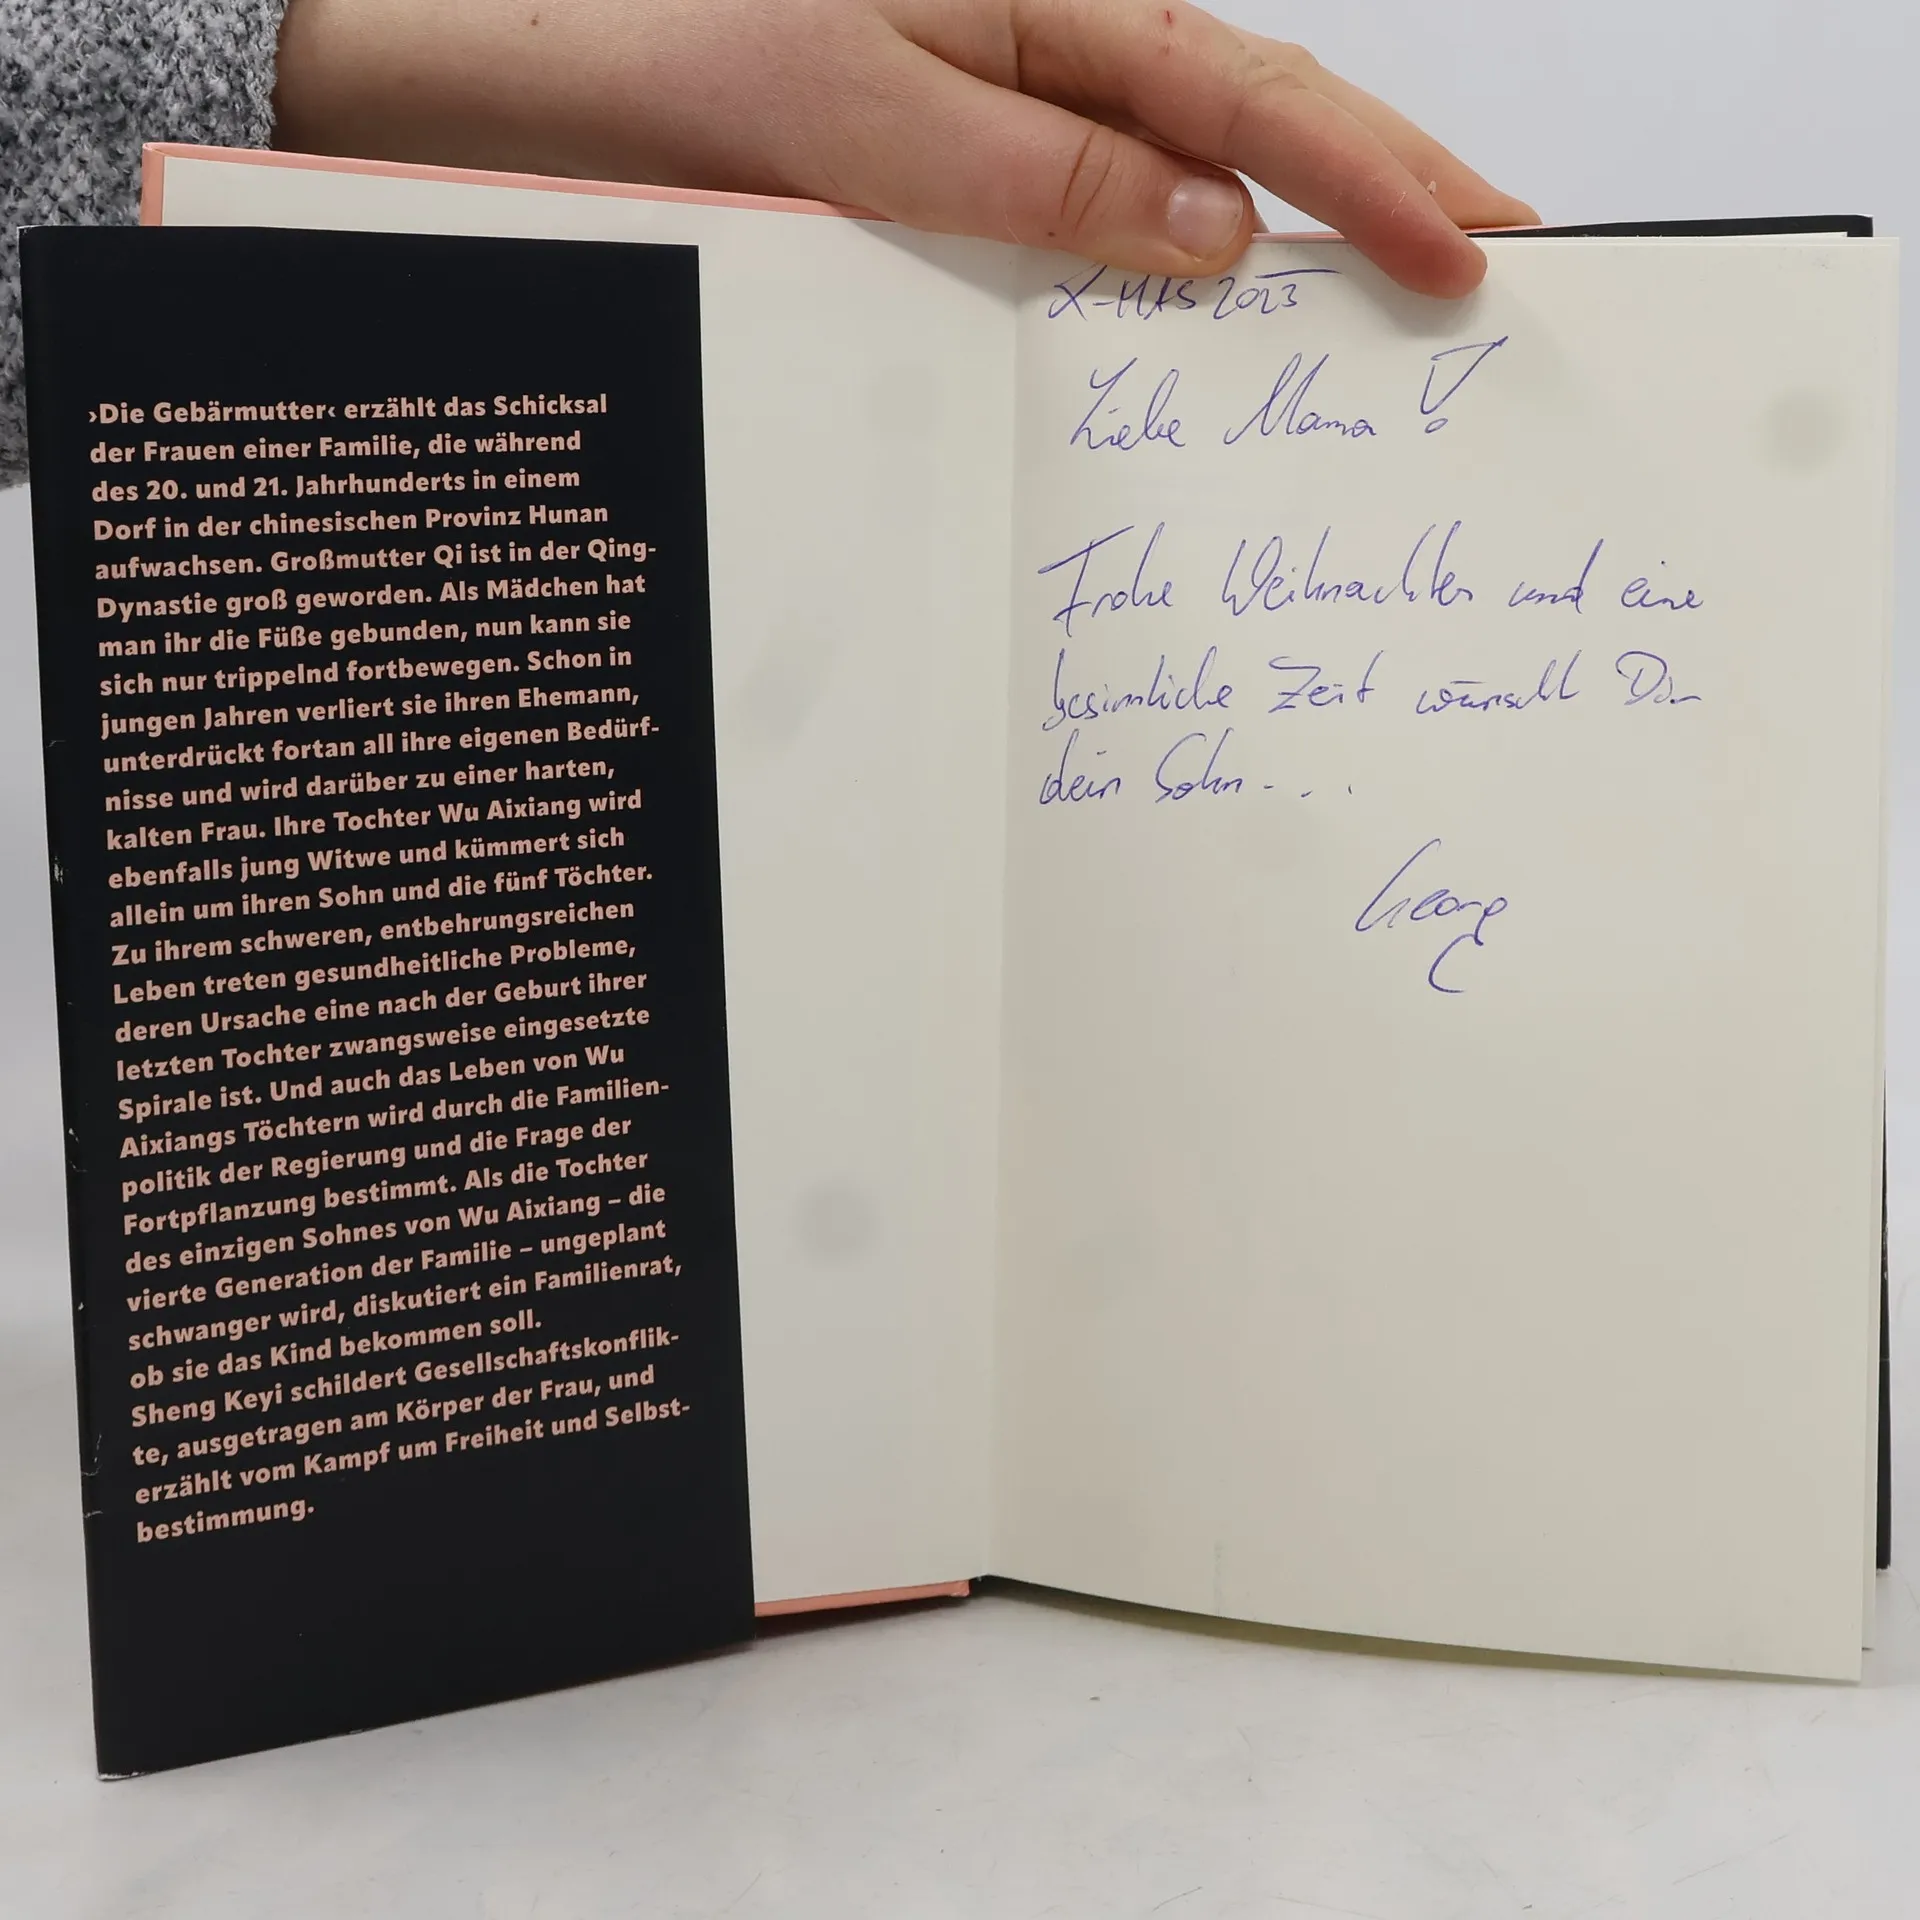 ›Die Gebärmutter‹ erzählt das Schicksal
der Frauen einer Familie, die während
des 20. und 21. Jahrhunderts in einem
Dorf in der chinesischen Provinz Hunan
aufwachsen. Großmutter Qi ist in der Qing-
Dynastie groß geworden. Als Mädchen hat
man ihr die Füße gebunden, nun kann sie
sich nur trippelnd fortbewegen. Schon in
jungen Jahren verliert sie ihren Ehemann,
unterdrückt fortan all ihre eigenen Bedürf-
nisse und wird darüber zu einer harten,
kalten Frau. Ihre Tochter Wu Aixiang wird
ebenfalls jung Witwe und kümmert sich
allein um ihren Sohn und die fünf Töchter.
Zu ihrem schweren, entbehrungsreichen
Leben treten gesundheitliche Probleme,
deren Ursache eine nach der Geburt ihrer
letzten Tochter zwangsweise eingesetzte
Spirale ist. Und auch das Leben von Wu
Aixiangs Töchtern wird durch die Familien-
politik der Regierung und die Frage der
Fortpflanzung bestimmt. Als die Tochter
des einzigen Sohnes von Wu Aixiang – die
vierte Generation der Familie – ungeplant
schwanger wird, diskutiert ein Familienrat,
ob sie das Kind bekommen soll.
Sheng Keyi schildert Gesellschaftskonflik-
te, ausgetragen am Körper der Frau, und
erzählt vom Kampf um Freiheit und Selbst-
bestimmung.
X-MAS 2023
Liebe Mama !
Frohe Weihnachten und eine
besinnliche Zeit wünscht Dir
dein Sohn...
Georg